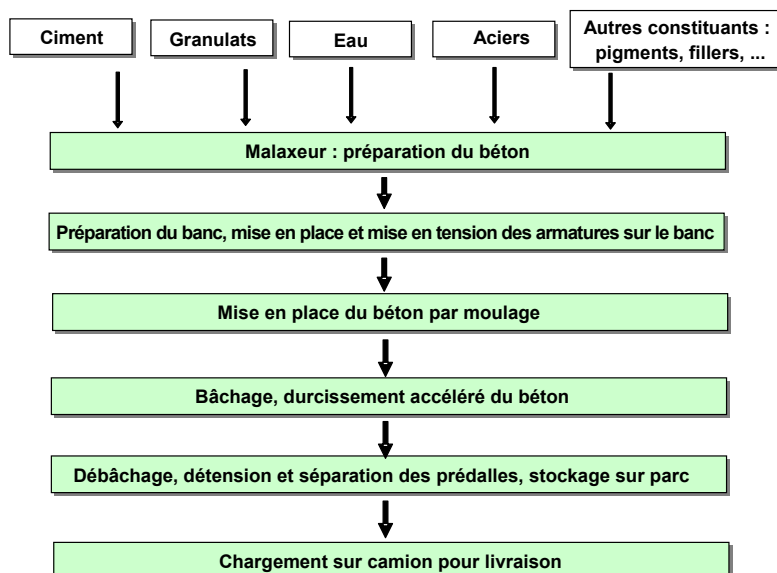 Ciment
Granulats
Eau
Aciers
Autres constituants :
pigments, fillers, ...
Malaxeur : préparation du béton
Préparation du banc, mise en place et mise en tension des armatures sur le banc
Mise en place du béton par moulage
Bâchage, durcissement accéléré du béton
Débâchage, détension et séparation des prédalles, stockage sur parc
Chargement sur camion pour livraison